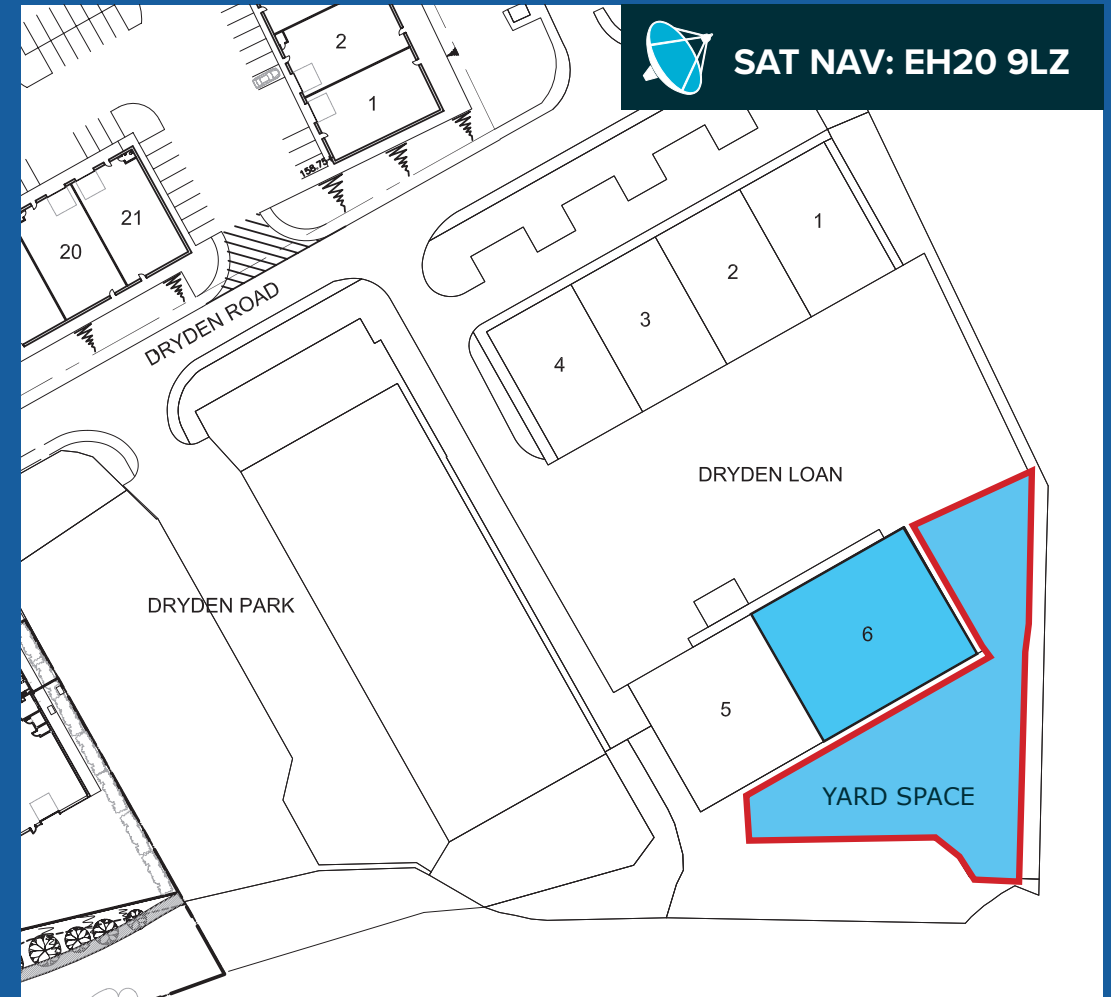 SAT NAV: EH20 9LZ
2
1
158.75
21
20
DRYDEN ROAD
1
2
3
4
DRYDEN LOAN
DRYDEN PARK
6
5
YARD SPACE